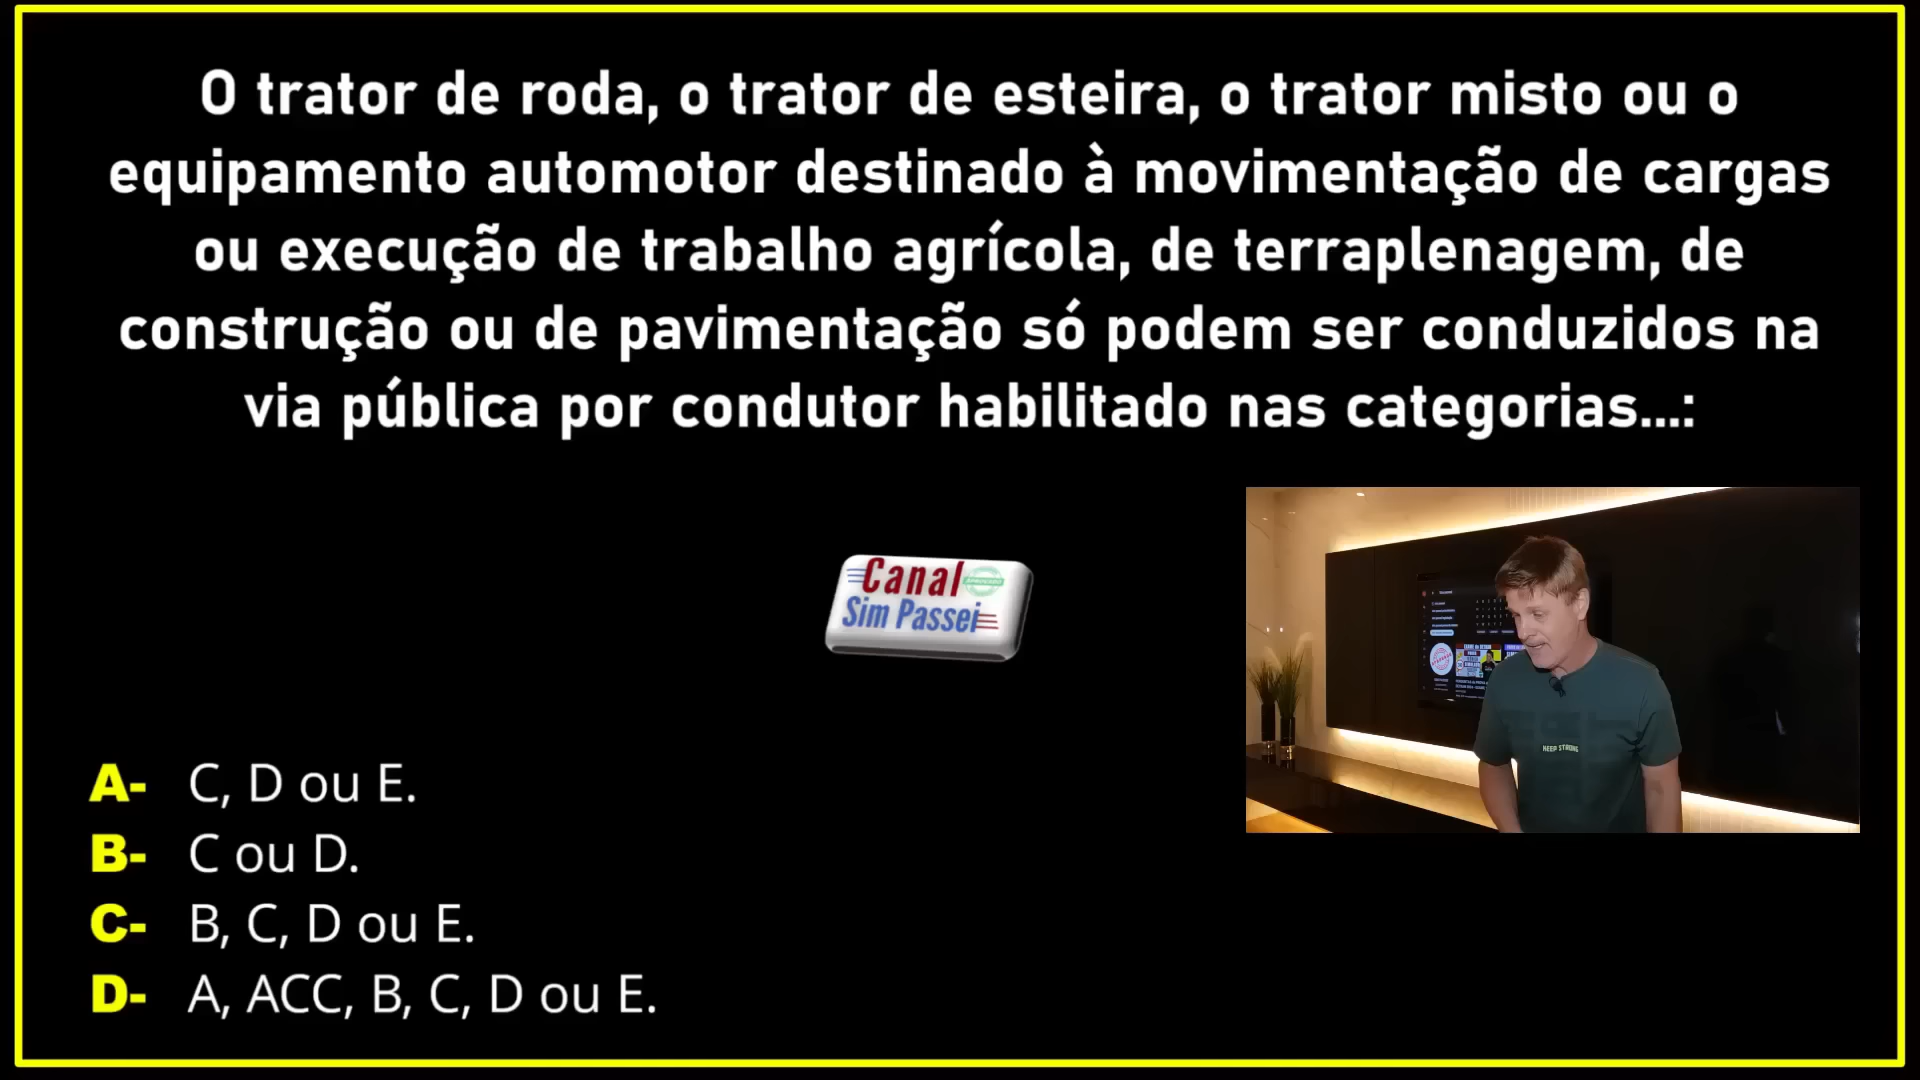 O trator de roda, o trator de esteira, o trator misto ou o
equipamento automotor destinado à movimentação de cargas
ou execução de trabalho agrícola, de terraplenagem, de
construção ou de pavimentação só podem ser conduzidos na
via pública por condutor habilitado nas categorias...:
Canal
Sim Passei
KEEP STRONG
A- C, D ou E.
B- C ou D.
C- B, C, D ou E.
D- A, ACC, B, C, D ou E.